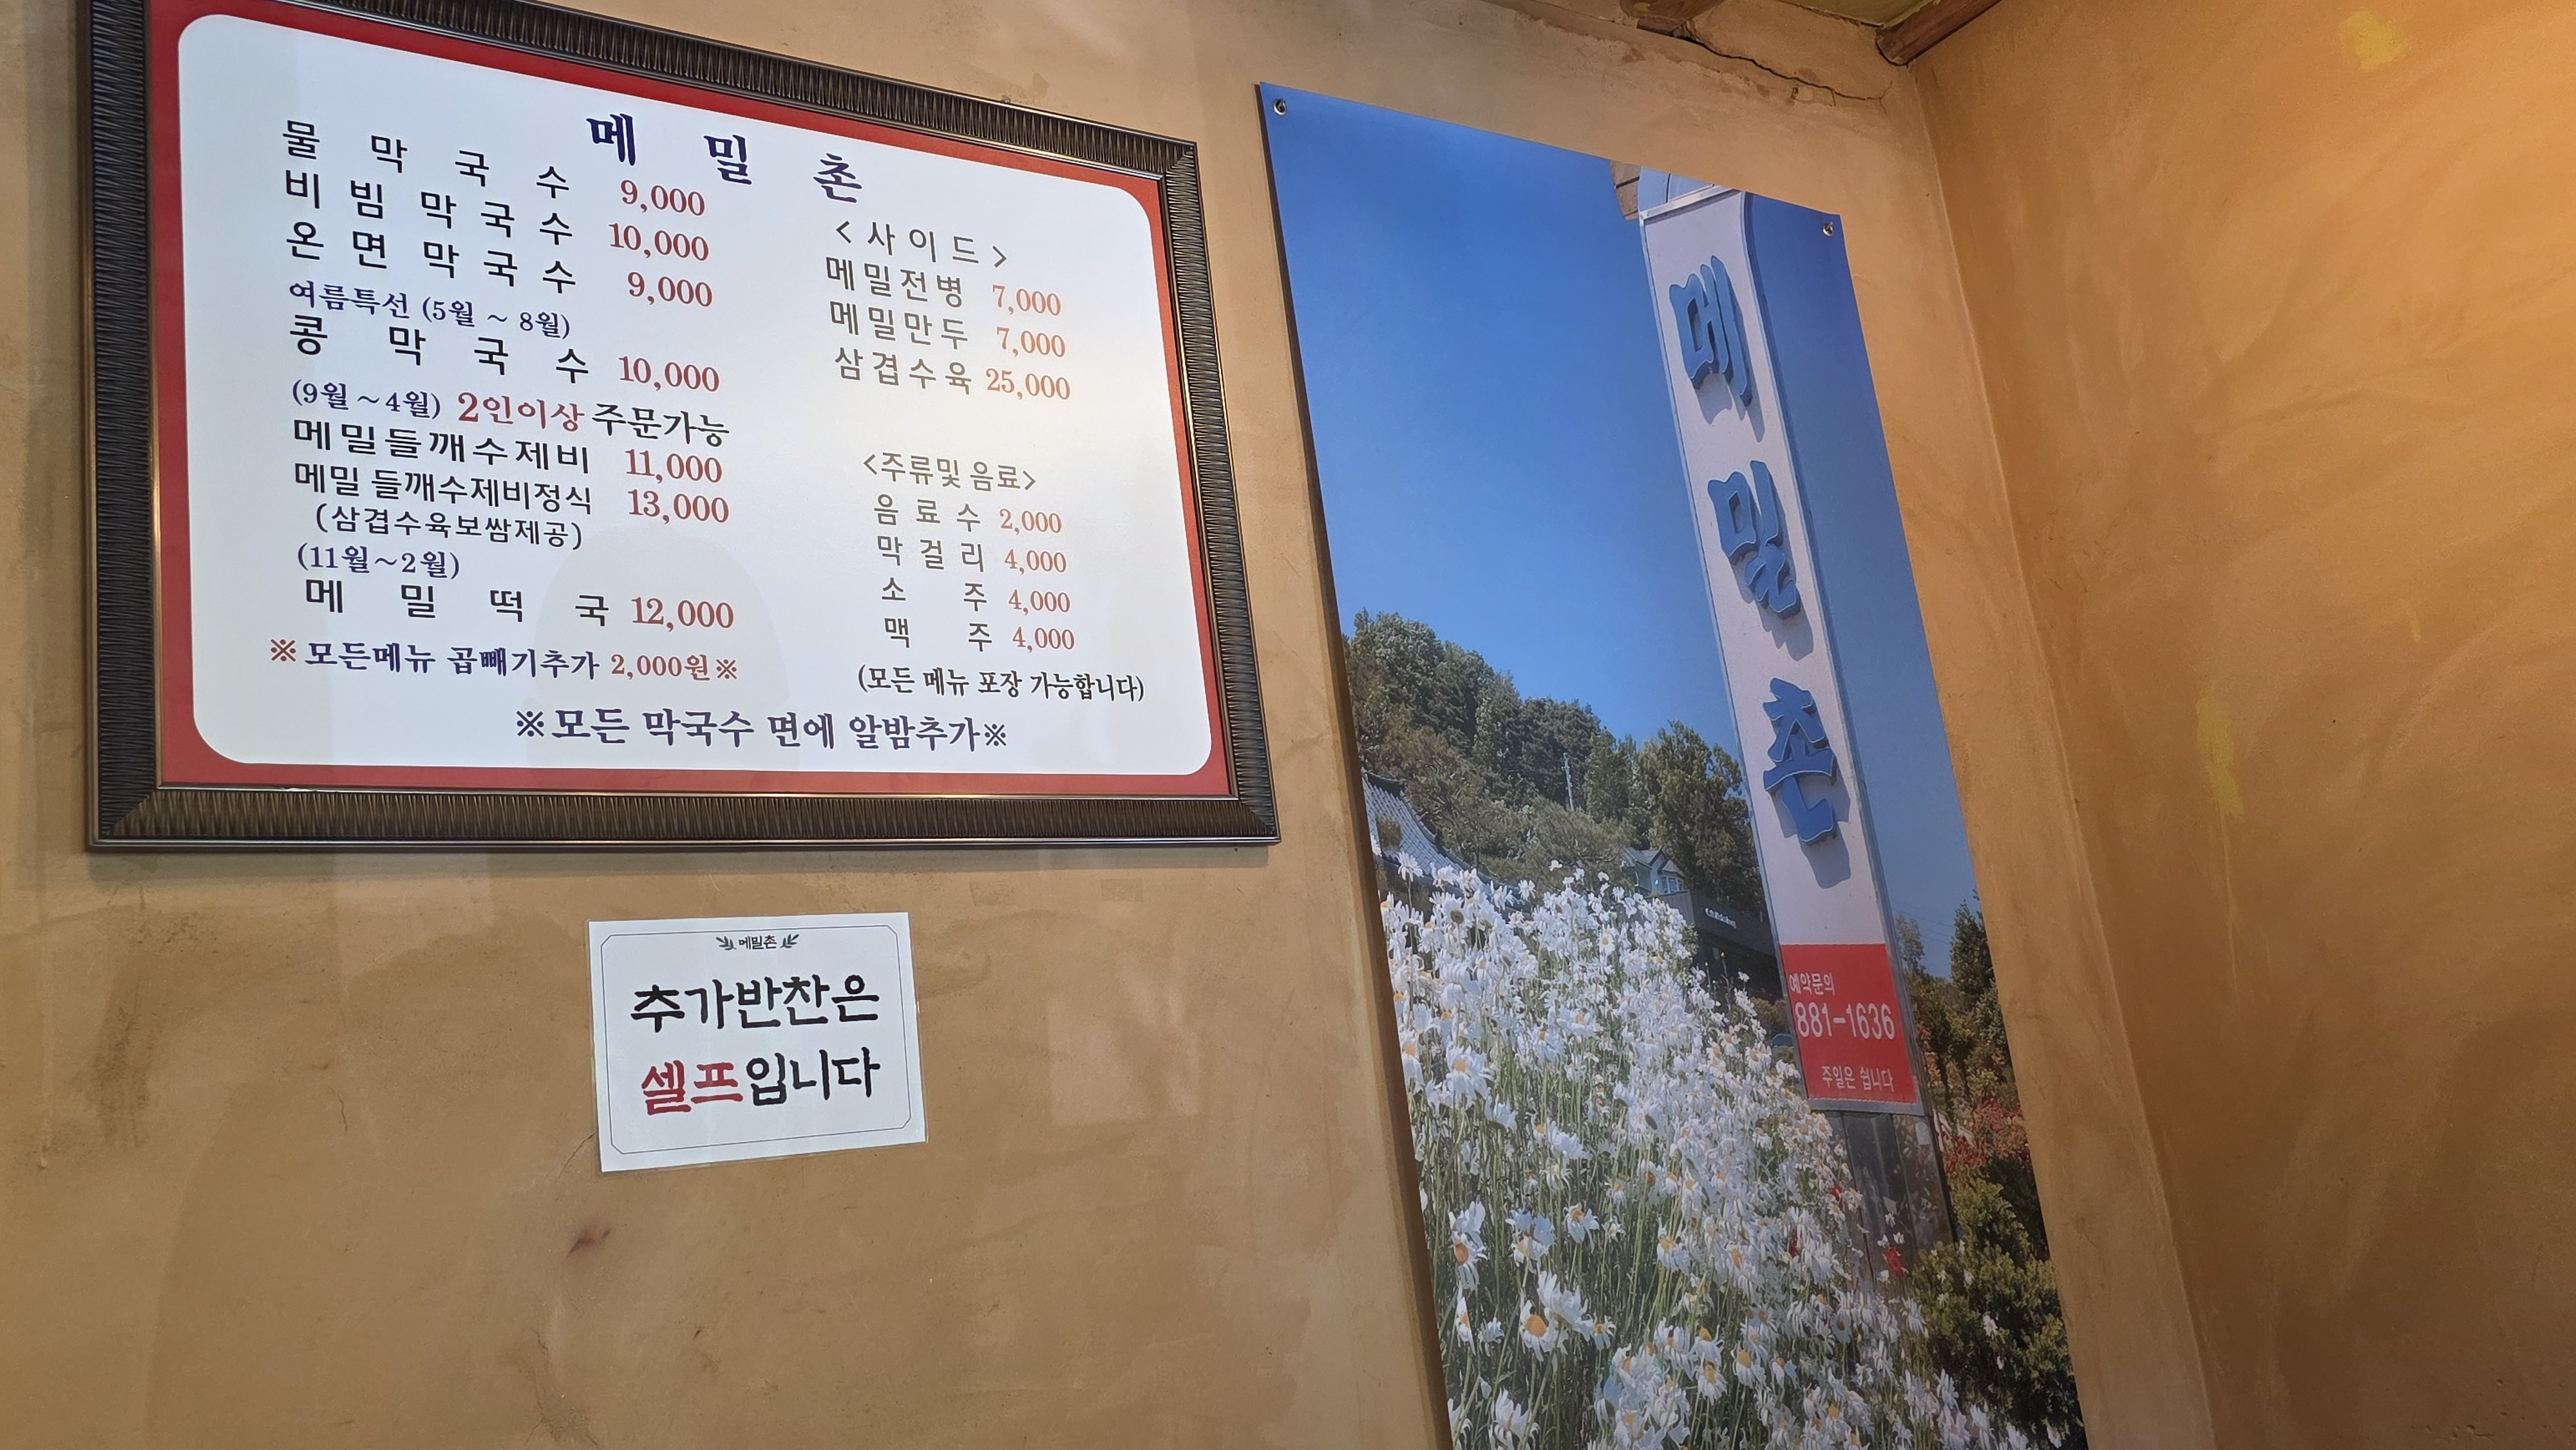 메 밀 촌
물 막 국 수 9,000
비 빔 막 국 수 10,000
온 면 막 국 수 9,000
여름특선 (5월 ~ 8월)
콩 막 국 수 10,000
(9월 ~ 4월) 2인이상 주문가능
메밀들깨수제비 11,000
메밀 들깨수제비정식 13,000
(삼겹수육보쌈제공)
(11월~2월)
메 밀 떡 국 12,000
※모든메뉴 곱빼기추가 2,000원※
<사이드>
메밀전병 7,000
메밀만두 7,000
삼겹수육 25,000
<주류및 음료>
음 료 수 2,000
막 걸 리 4,000
소 주 4,000
맥 주 4,000
(모든 메뉴 포장 가능합니다)
※모든 막국수 면에 알밤추가※
메밀촌
추가반찬은
셀프입니다
메
밀
촌
예약문의
881-1636
주일은 쉽니다